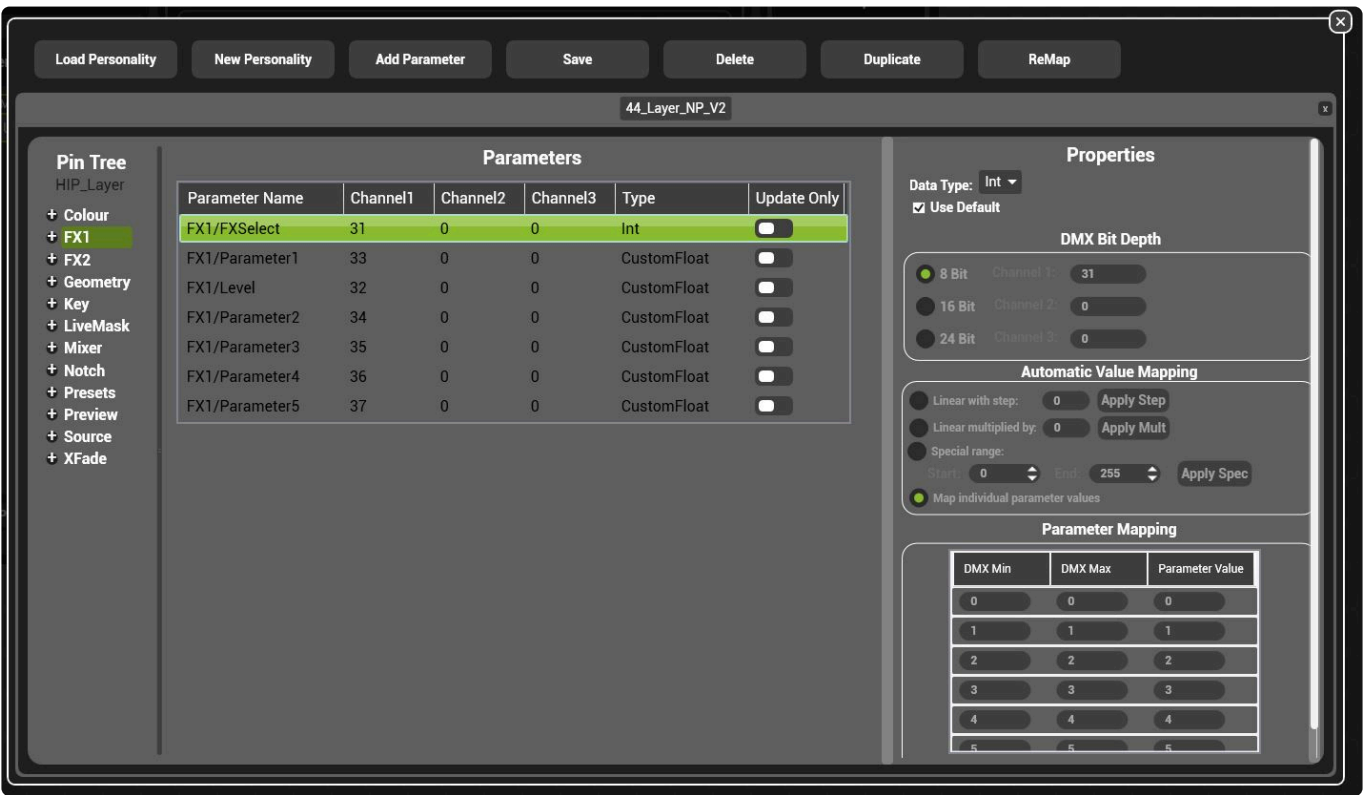 Load Personality New Personality Add Parameter Save Delete Duplicate ReMap
44_Layer_NP_V2
Pin Tree
HIP_Layer
+ Colour
+ FX1
+ FX2
+ Geometry
+ Key
+ LiveMask
+ Mixer
+ Notch
+ Presets
+ Preview
+ Source
+ XFade
Parameters
Parameter Name Channel1 Channel2 Channel3 Type Update Only
FX1/FXSelect 31 0 0 Int
FX1/Parameter1 33 0 0 CustomFloat
FX1/Level 32 0 0 CustomFloat
FX1/Parameter2 34 0 0 CustomFloat
FX1/Parameter3 35 0 0 CustomFloat
FX1/Parameter4 36 0 0 CustomFloat
FX1/Parameter5 37 0 0 CustomFloat
Properties
Data Type: Int
Use Default
DMX Bit Depth
8 Bit Channel 1: 31
16 Bit Channel 2: 0
24 Bit Channel 3: 0
Automatic Value Mapping
Linear with step: 0 Apply Step
Linear multiplied by: 0 Apply Mult
Special range:
Start: 0 End: 255 Apply Spec
Map individual parameter values
Parameter Mapping
DMX Min DMX Max Parameter Value
0 0 0
1 1 1
2 2 2
3 3 3
4 4 4
5 5 5